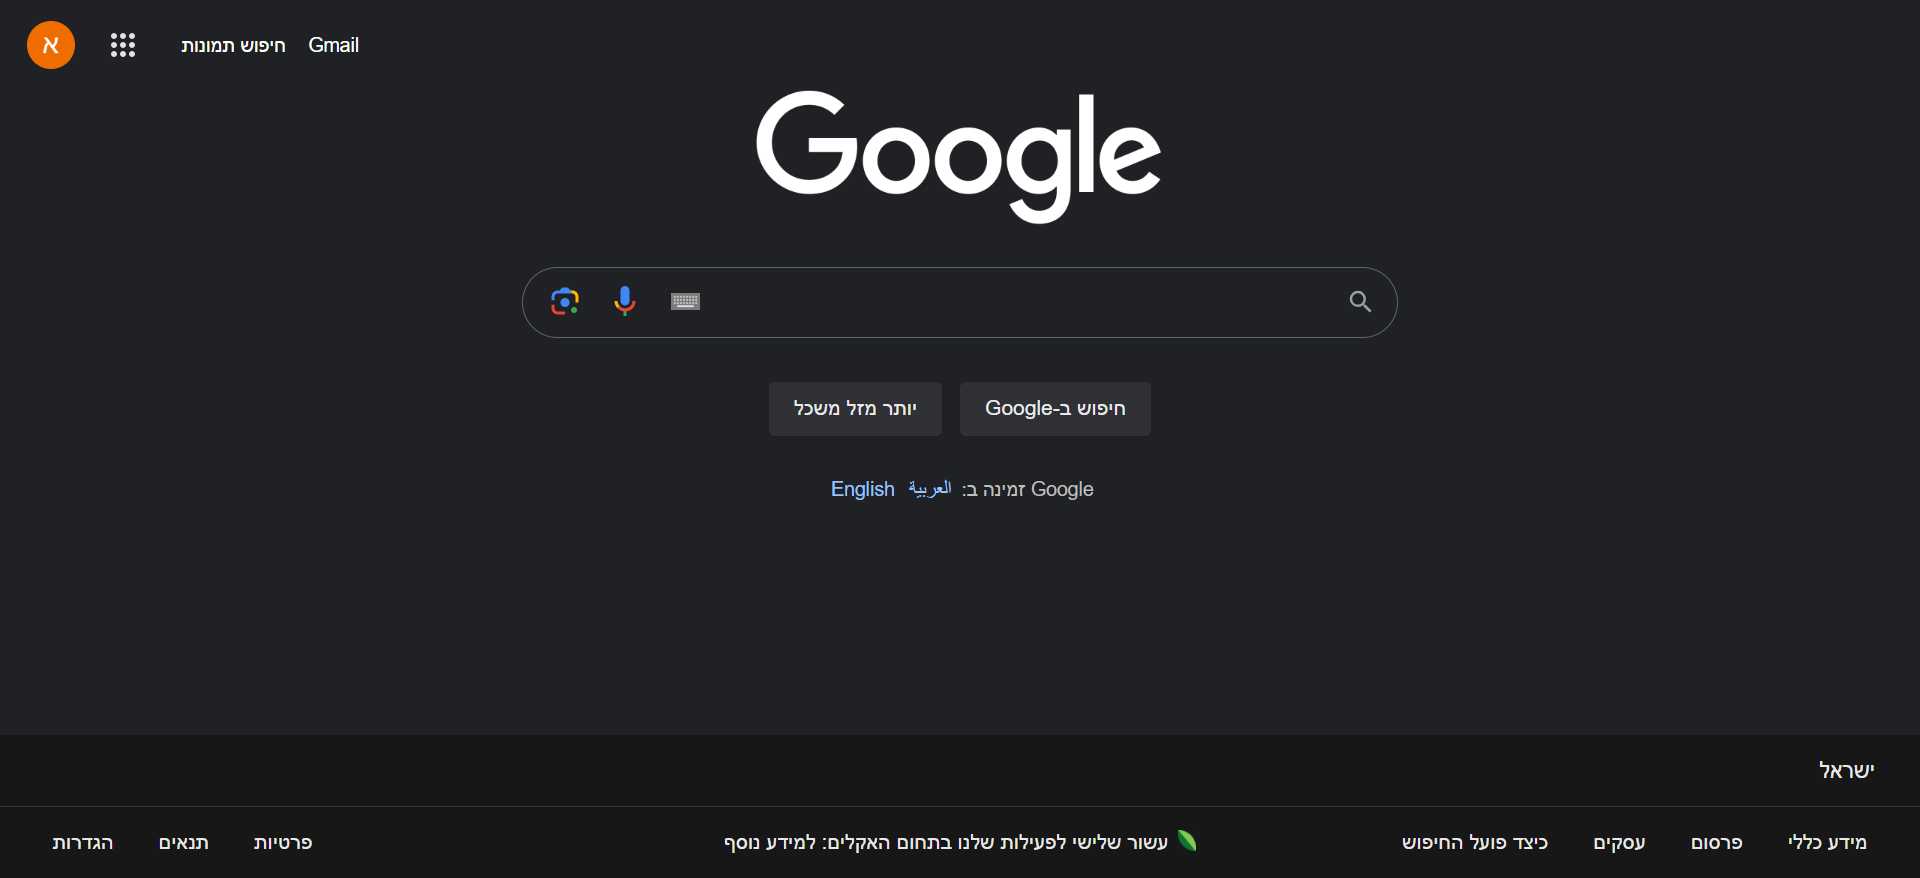 Gmail חיפוש תמונות
א
Google
חיפוש ב-Google
יותר מזל משכל
Google זמינה ב: العربية English
ישראל
מידע כללי פרסום עסקים כיצד פועל החיפוש
עשור שלישי לפעילות שלנו בתחום האקלים: למידע נוסף
פרטיות תנאים הגדרות